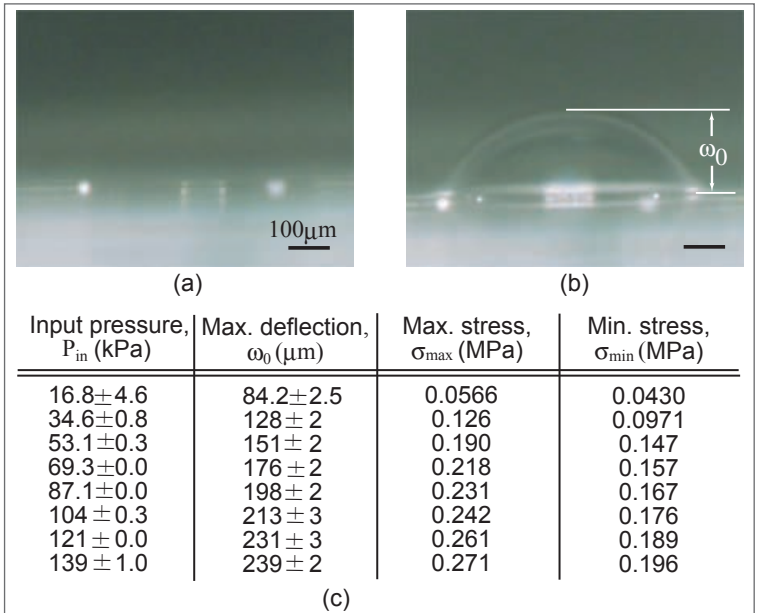 100μm
ω0
(a)
(b)
Input pressure, Max. deflection, Max. stress, Min. stress,
Pin (kPa) ω0 (μm) σmax (MPa) σmin (MPa)
16.8±4.6 84.2±2.5 0.0566 0.0430
34.6±0.8 128±2 0.126 0.0971
53.1±0.3 151±2 0.190 0.147
69.3±0.0 176±2 0.218 0.157
87.1±0.0 198±2 0.231 0.167
104±0.3 213±3 0.242 0.176
121±0.0 231±3 0.261 0.189
139±1.0 239±2 0.271 0.196
(c)